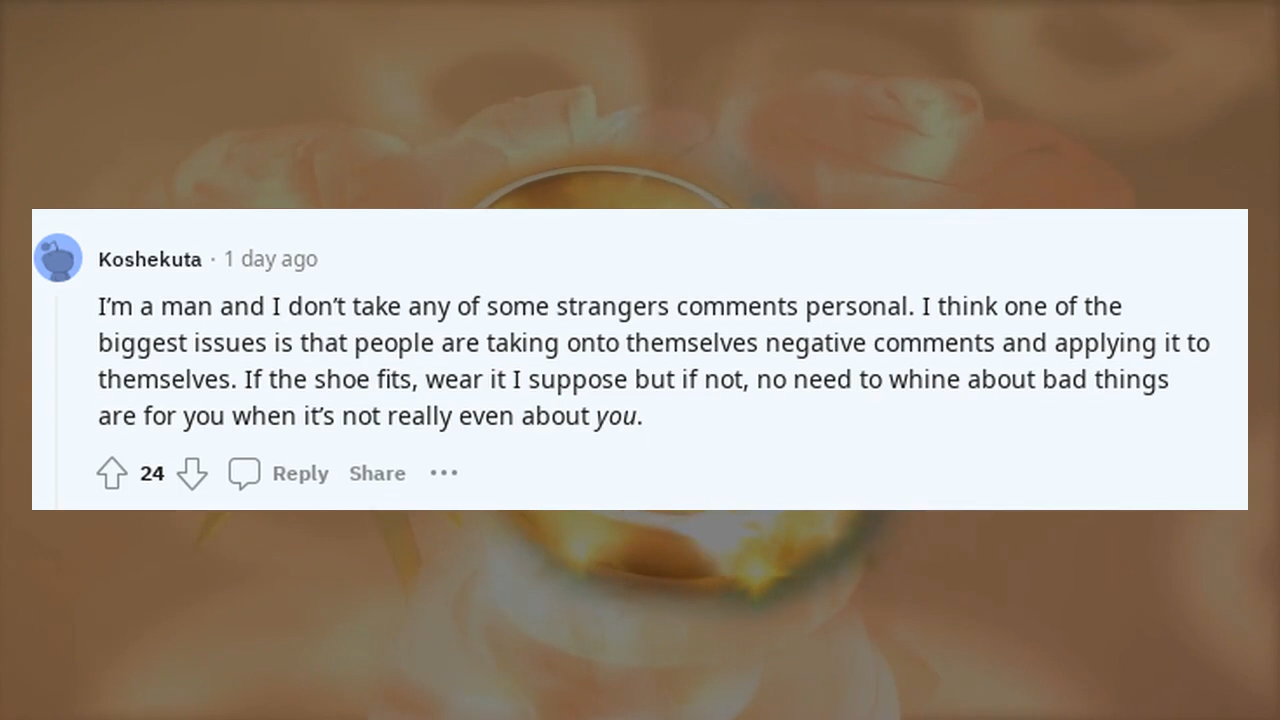 Koshekuta · 1 day ago
I’m a man and I don’t take any of some strangers comments personal. I think one of the
biggest issues is that people are taking onto themselves negative comments and applying it to
themselves. If the shoe fits, wear it I suppose but if not, no need to whine about bad things
are for you when it’s not really even about you.
24 Reply Share